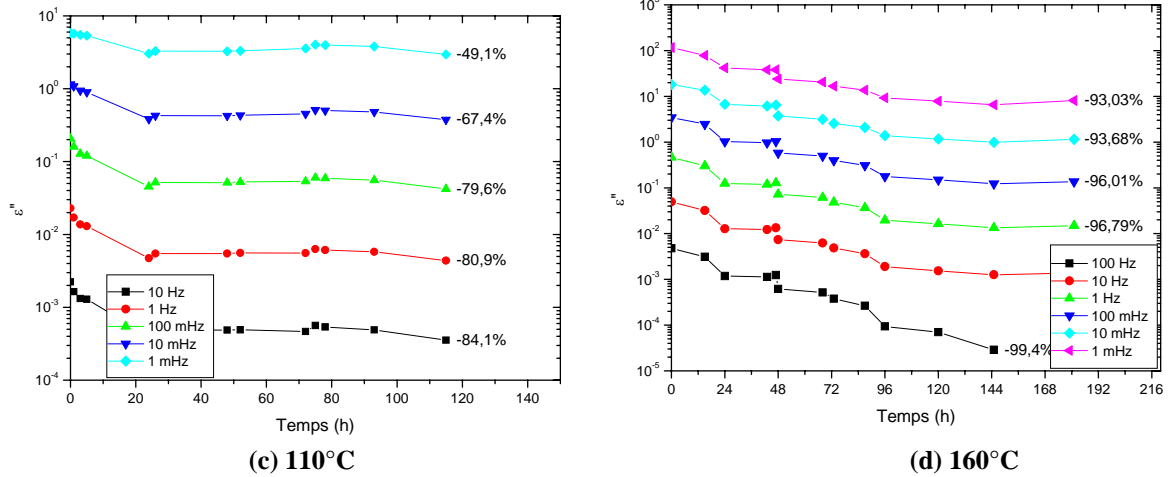 10¹
10⁰
10⁻¹
10⁻²
10⁻³
10⁻⁴
ε''
-49,1%
-67,4%
-79,6%
-80,9%
-84,1%
10 Hz
1 Hz
100 mHz
10 mHz
1 mHz
0 20 40 60 80 100 120 140
Temps (h)
(c) 110°C
10³
10²
10¹
10⁰
10⁻¹
10⁻²
10⁻³
10⁻⁴
10⁻⁵
ε''
-93,03%
-93,68%
-96,01%
-96,79%
-99,4%
100 Hz
10 Hz
1 Hz
100 mHz
10 mHz
1 mHz
0 24 48 72 96 120 144 168 192 216
Temps (h)
(d) 160°C